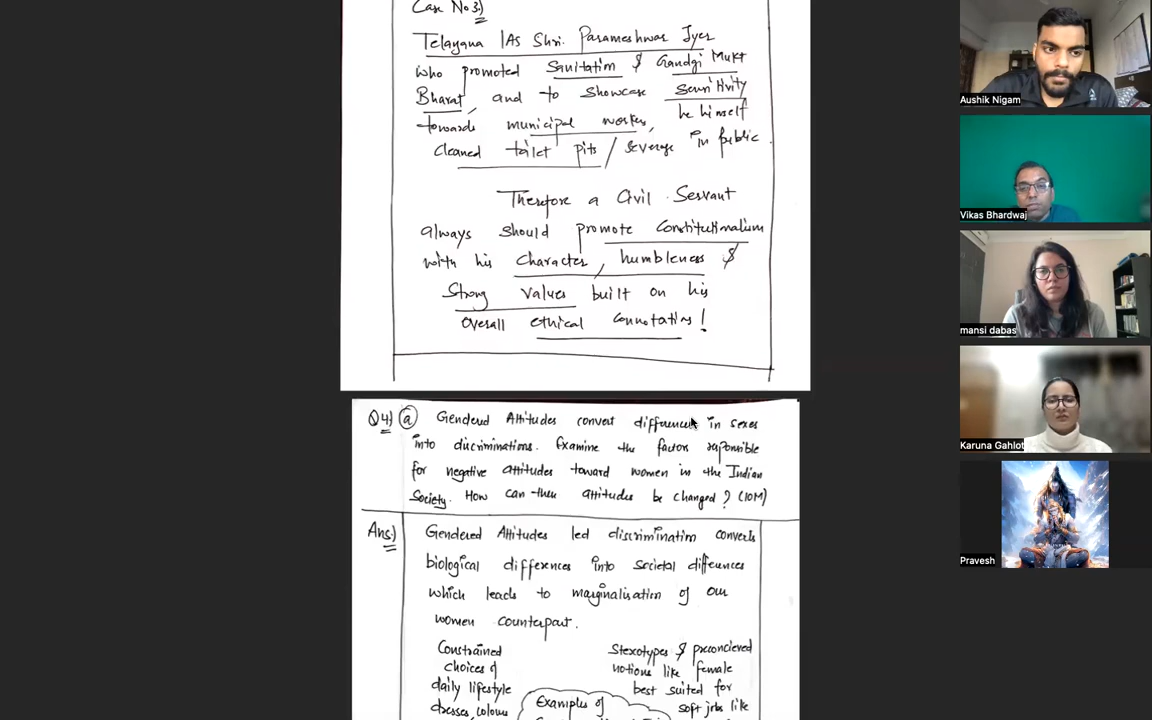 Case No 3)
Telayana IAS Shri. Parameshwar Iyer
who promoted Sanitation & Gandgi Mukt
Bharat, and to showcase sensitivity
towards municipal workers, he himself
cleaned toilet pits / severage in public.
Therefore a Civil Servant
always should promote constitutionalism
with his character, humbleness &
strong values built on his
overall ethical connotations!
Q4) (a) Gendered Attitudes convert differences in sexes
into discriminations. Examine the factors responsible
for negative attitudes toward women in the Indian
Society. How can these attitudes be changed? (10M)
Ans:) Gendered Attitudes led discrimination converts
biological differences into societal differences
which leads to marginalisation of our
women counterpart.
Constrained
choices of
daily lifestyle
dresses, colours
Stereotypes & preconcieved
notions like female
best suited for
soft jobs like
Examples of
Aushik Nigam
Vikas Bhardwaj
mansi dabas
Karuna Gahlot
Pravesh